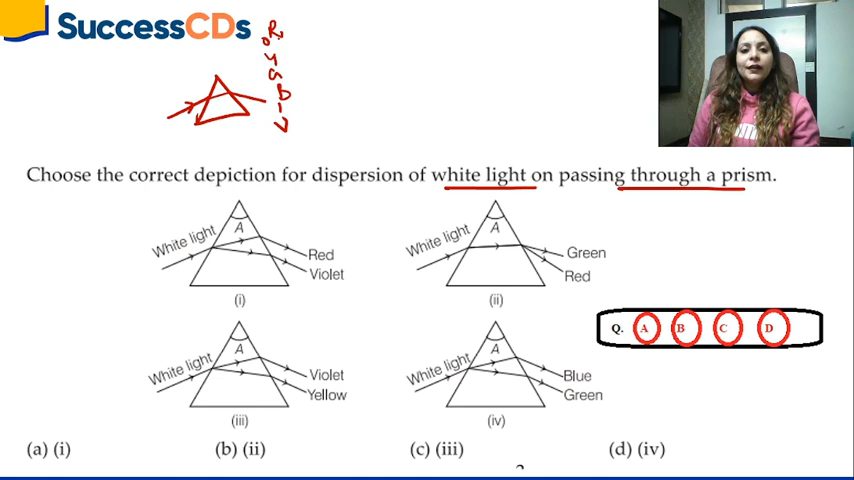 SuccessCDs
R
O
Y
G
B
I
V
Choose the correct depiction for dispersion of white light on passing through a prism.
White light
A
Red
Violet
(i)
White light
A
Green
Red
(ii)
White light
A
Violet
Yellow
(iii)
White light
A
Blue
Green
(iv)
Q. A B C D
(a) (i) (b) (ii) (c) (iii) (d) (iv)